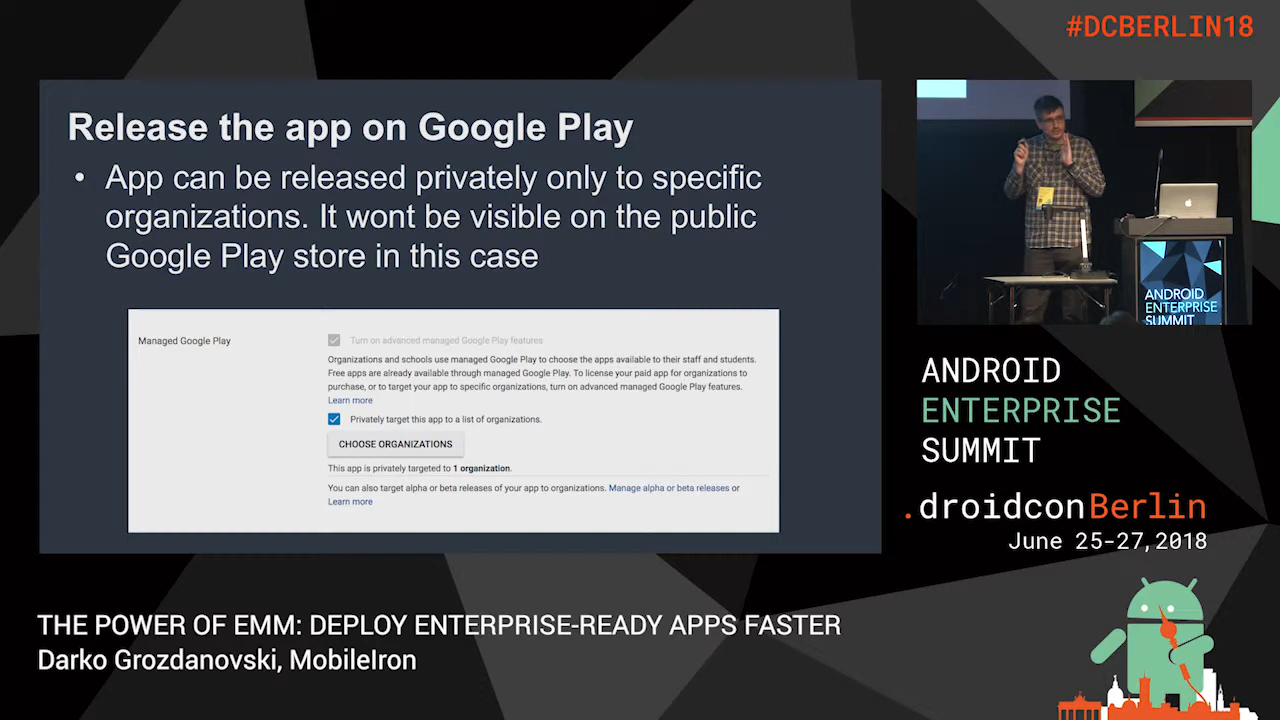 #DCBERLIN18
Release the app on Google Play
• App can be released privately only to specific
organizations. It wont be visible on the public
Google Play store in this case
Managed Google Play
Turn on advanced managed Google Play features
Organizations and schools use managed Google Play to choose the apps available to their staff and students.
Free apps are already available through managed Google Play. To license your paid app for organizations to
purchase, or to target your app to specific organizations, turn on advanced managed Google Play features.
Learn more
Privately target this app to a list of organizations.
CHOOSE ORGANIZATIONS
This app is privately targeted to 1 organization.
You can also target alpha or beta releases of your app to organizations. Manage alpha or beta releases or
Learn more
ANDROID
ENTERPRISE
SUMMIT
ANDROID
ENTERPRISE
SUMMIT
.droidconBerlin
June 25-27,2018
THE POWER OF EMM: DEPLOY ENTERPRISE-READY APPS FASTER
Darko Grozdanovski, MobileIron